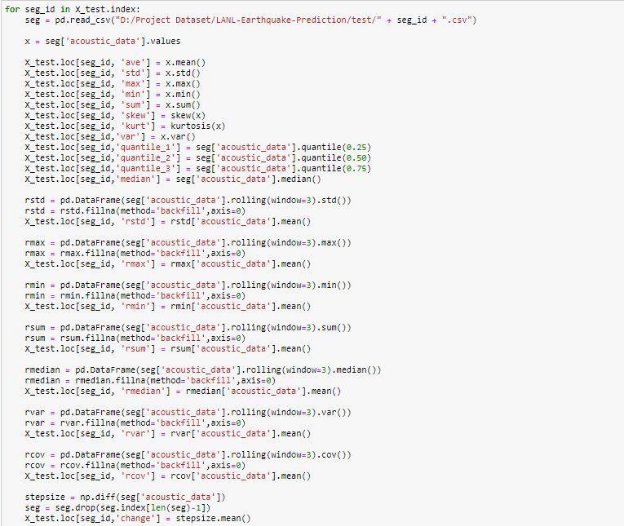 for seg_id in X_test.index:
    seg = pd.read_csv("D:/Project Dataset/LANL-Earthquake-Prediction/test/" + seg_id + ".csv")
    x = seg['acoustic_data'].values
    X_test.loc[seg_id, 'ave'] = x.mean()
    X_test.loc[seg_id, 'std'] = x.std()
    X_test.loc[seg_id, 'max'] = x.max()
    X_test.loc[seg_id, 'min'] = x.min()
    X_test.loc[seg_id, 'sum'] = x.sum()
    X_test.loc[seg_id, 'skew'] = skew(x)
    X_test.loc[seg_id, 'kurt'] = kurtosis(x)
    X_test.loc[seg_id,'var'] = x.var()
    X_test.loc[seg_id,'quantile_1'] = seg['acoustic_data'].quantile(0.25)
    X_test.loc[seg_id,'quantile_2'] = seg['acoustic_data'].quantile(0.50)
    X_test.loc[seg_id,'quantile_3'] = seg['acoustic_data'].quantile(0.75)
    X_test.loc[seg_id,'median'] = seg['acoustic_data'].median()
    rstd = pd.DataFrame(seg['acoustic_data'].rolling(window=3).std())
    rstd = rstd.fillna(method='backfill',axis=0)
    X_test.loc[seg_id, 'rstd'] = rstd['acoustic_data'].mean()
    rmax = pd.DataFrame(seg['acoustic_data'].rolling(window=3).max())
    rmax = rmax.fillna(method='backfill',axis=0)
    X_test.loc[seg_id, 'rmax'] = rmax['acoustic_data'].mean()
    rmin = pd.DataFrame(seg['acoustic_data'].rolling(window=3).min())
    rmin = rmin.fillna(method='backfill',axis=0)
    X_test.loc[seg_id, 'rmin'] = rmin['acoustic_data'].mean()
    rsum = pd.DataFrame(seg['acoustic_data'].rolling(window=3).sum())
    rsum = rsum.fillna(method='backfill',axis=0)
    X_test.loc[seg_id, 'rsum'] = rsum['acoustic_data'].mean()
    rmedian = pd.DataFrame(seg['acoustic_data'].rolling(window=3).median())
    rmedian = rmedian.fillna(method='backfill',axis=0)
    X_test.loc[seg_id, 'rmedian'] = rmedian['acoustic_data'].mean()
    rvar = pd.DataFrame(seg['acoustic_data'].rolling(window=3).var())
    rvar = rvar.fillna(method='backfill',axis=0)
    X_test.loc[seg_id, 'rvar'] = rvar['acoustic_data'].mean()
    rcov = pd.DataFrame(seg['acoustic_data'].rolling(window=3).cov())
    rcov = rcov.fillna(method='backfill',axis=0)
    X_test.loc[seg_id, 'rcov'] = rcov['acoustic_data'].mean()
    stepsize = np.diff(seg['acoustic_data'])
    seg = seg.drop(seg.index[len(seg)-1])
    X_test.loc[seg_id,'change'] = stepsize.mean()